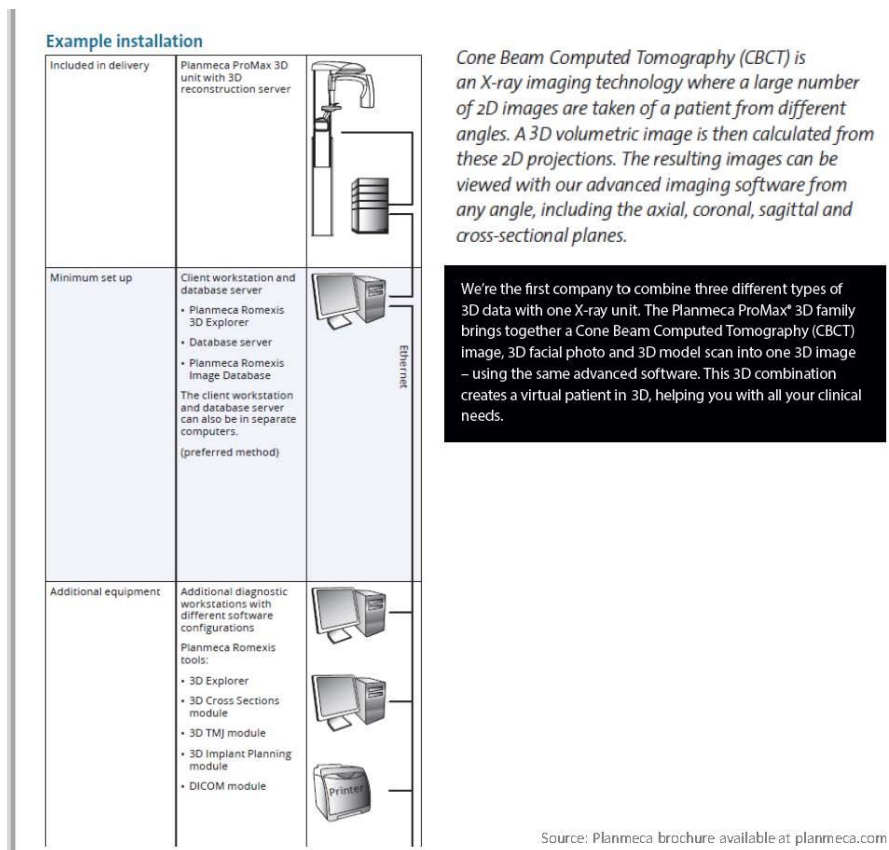 Example installation
Included in delivery
Planmeca ProMax 3D
unit with 3D
reconstruction server
Minimum set up
Client workstation and
database server
• Planmeca Romexis
3D Explorer
• Database server
• Planmeca Romexis
Image Database
The client workstation
and database server
can also be in separate
computers.
(preferred method)
Ethernet
Additional equipment
Additional diagnostic
workstations with
different software
configurations
Planmeca Romexis
tools:
• 3D Explorer
• 3D Cross Sections
module
• 3D TMJ module
• 3D Implant Planning
module
• DICOM module
Printer
Cone Beam Computed Tomography (CBCT) is
an X-ray imaging technology where a large number
of 2D images are taken of a patient from different
angles. A 3D volumetric image is then calculated from
these 2D projections. The resulting images can be
viewed with our advanced imaging software from
any angle, including the axial, coronal, sagittal and
cross-sectional planes.
We’re the first company to combine three different types of
3D data with one X-ray unit. The Planmeca ProMax® 3D family
brings together a Cone Beam Computed Tomography (CBCT)
image, 3D facial photo and 3D model scan into one 3D image
– using the same advanced software. This 3D combination
creates a virtual patient in 3D, helping you with all your clinical
needs.
Source: Planmeca brochure available at planmeca.com